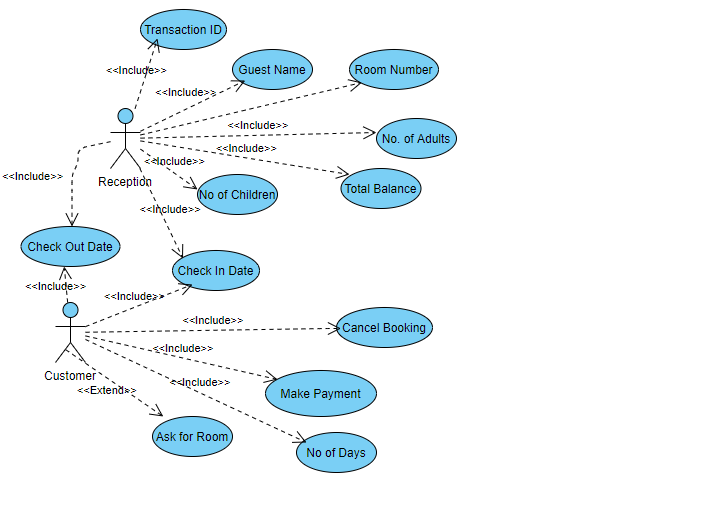 Transaction ID
<<Include>>
Guest Name
Room Number
<<Include>>
<<Include>>
No. of Adults
<<Include>>
<<Include>>
<<Include>>
Reception
Total Balance
No of Children
<<Include>>
Check Out Date
Check In Date
<<Include>>
<<Include>>
<<Include>>
Cancel Booking
<<Include>>
Customer
<<Include>>
<<Extend>>
Make Payment
Ask for Room
No of Days